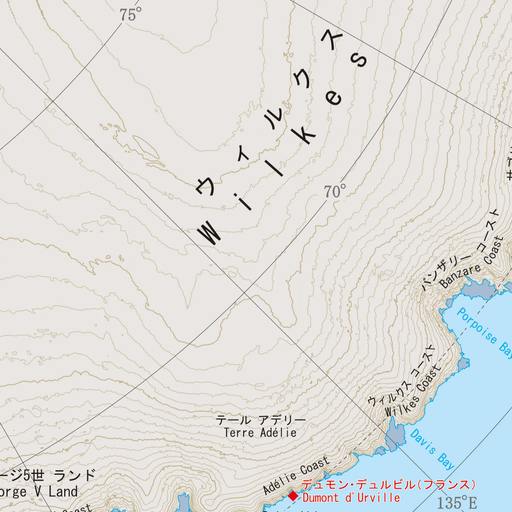 75°
ウィルクス
Wilkes
70°
バンザリー コースト
Banzare Coast
Porpoise Bay
ウィルクス コースト
Wilkes Coast
Davis Bay
テール アデリー
Terre Adélie
ージ5世 ランド
orge V Land
Adélie Coast
デュモン・デュルビル(フランス)
Dumont d'Urville
Coast
135°E